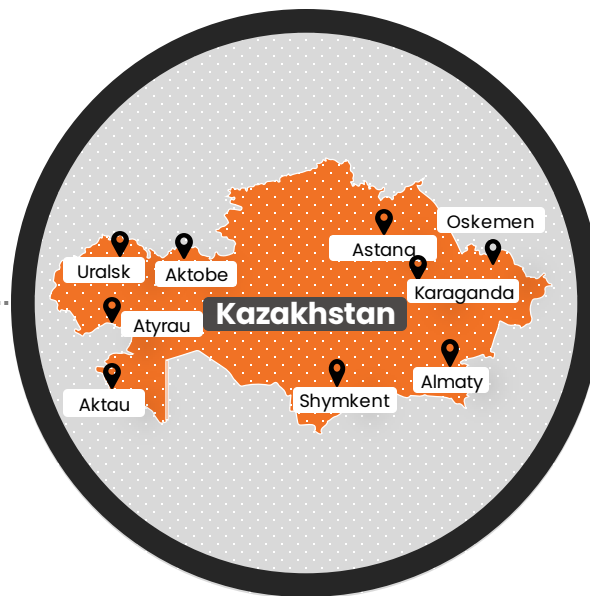 Oskemen
Astana
Uralsk
Aktobe
Karaganda
Kazakhstan
Atyrau
Almaty
Shymkent
Aktau